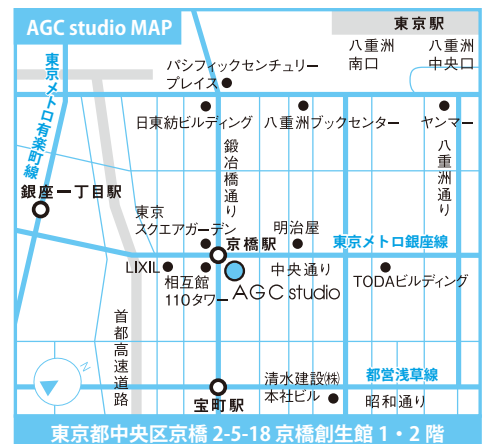 AGC studio MAP
東京駅
八重洲
南口
八重洲
中央口
パシフィックセンチュリー
プレイス
東京メトロ有楽町線
日東紡ビルディング
八重洲ブックセンター
ヤンマー
鍛冶橋通り
八重洲通り
銀座一丁目駅
東京
スクエアガーデン
京橋駅
明治屋
東京メトロ銀座線
LIXIL
相互館
110タワー
中央通り
AGC studio
TODAビルディング
首都高速道路
N
清水建設㈱
本社ビル
都営浅草線
宝町駅
昭和通り
東京都中央区京橋 2-5-18 京橋創生館 1・2 階